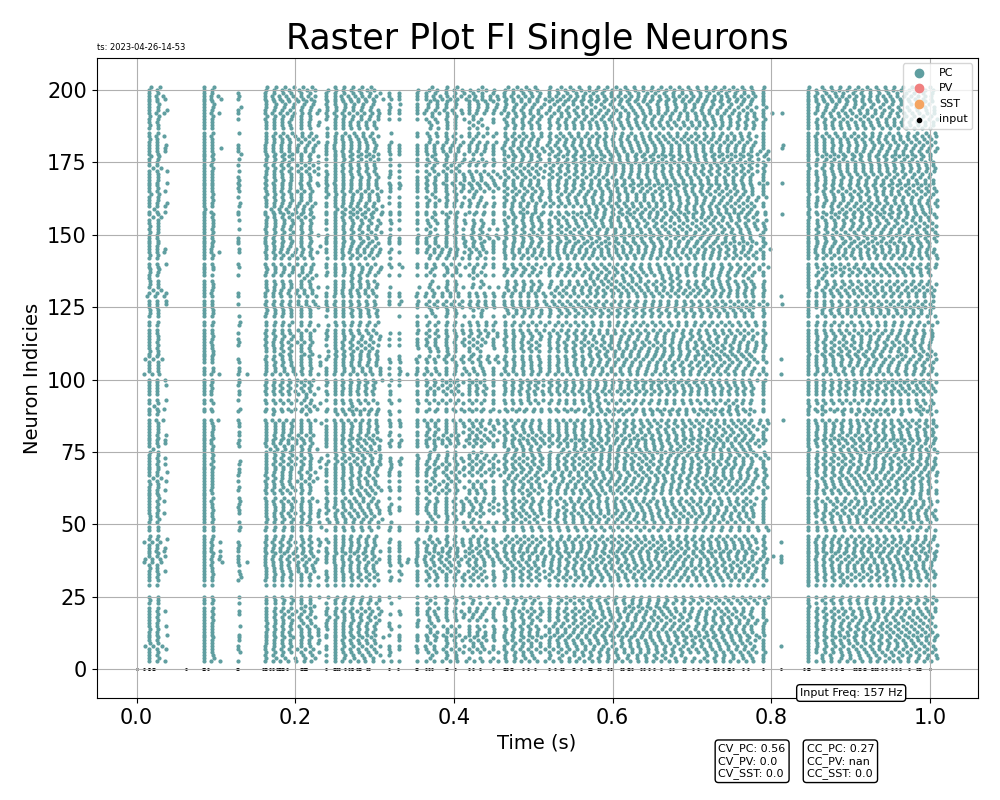 Raster Plot FI Single Neurons
ts: 2023-04-26-14-53
PC
PV
SST
input
200
175
150
125
100
75
50
25
0
Neuron Indicies
0.0 0.2 0.4 0.6 0.8 1.0
Time (s)
Input Freq: 157 Hz
CV_PC: 0.56
CV_PV: 0.0
CV_SST: 0.0
CC_PC: 0.27
CC_PV: nan
CC_SST: 0.0